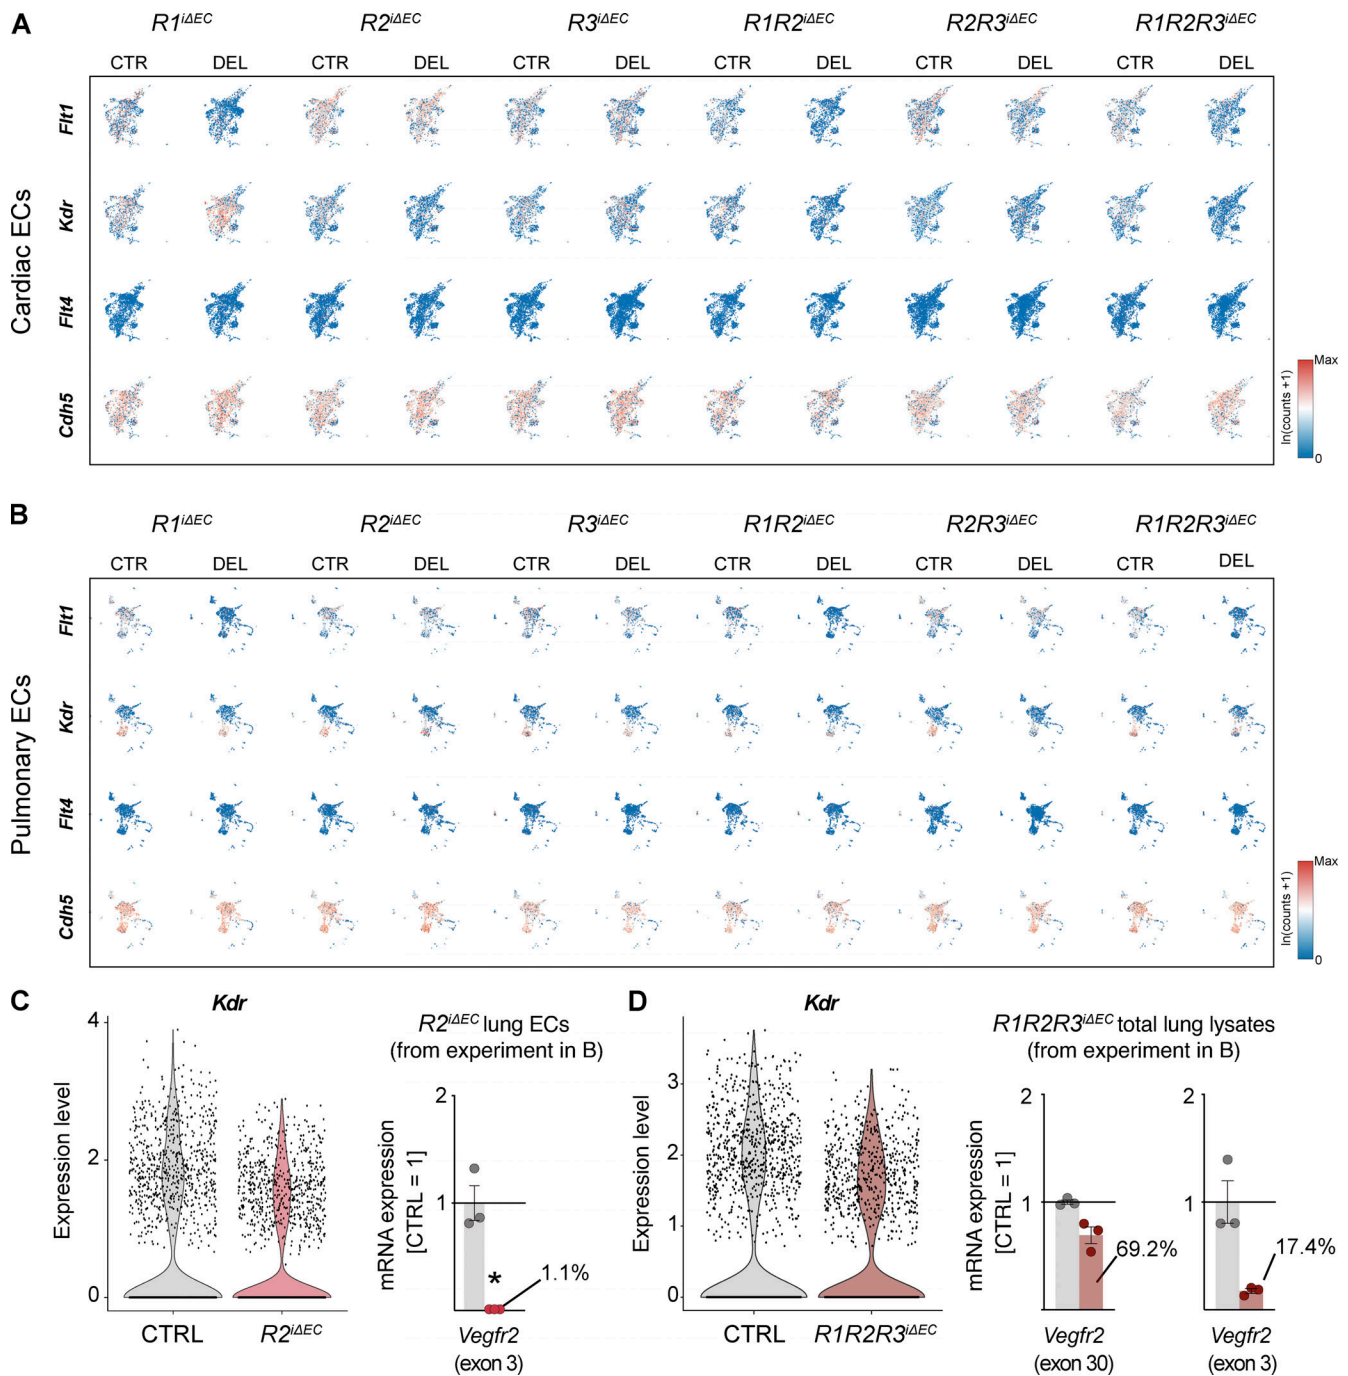 A
R1iΔEC R2iΔEC R3iΔEC R1R2iΔEC R2R3iΔEC R1R2R3iΔEC
CTR DEL CTR DEL CTR DEL CTR DEL CTR DEL CTR DEL
Cardiac ECs
Flt1
Kdr
Flt4
Cdh5
Max
ln(counts +1)
0
B
R1iΔEC R2iΔEC R3iΔEC R1R2iΔEC R2R3iΔEC R1R2R3iΔEC
CTR DEL CTR DEL CTR DEL CTR DEL CTR DEL CTR DEL
Pulmonary ECs
Flt1
Kdr
Flt4
Cdh5
Max
ln(counts +1)
0
C
Kdr
Expression level
4
2
0
CTRL R2iΔEC
R2iΔEC lung ECs
(from experiment in B)
mRNA expression
[CTRL = 1]
2
1
*
1.1%
Vegfr2
(exon 3)
D
Kdr
Expression level
3
2
1
0
CTRL R1R2R3iΔEC
R1R2R3iΔEC total lung lysates
(from experiment in B)
mRNA expression
[CTRL = 1]
2
1
69.2%
Vegfr2
(exon 30)
2
1
17.4%
Vegfr2
(exon 3)